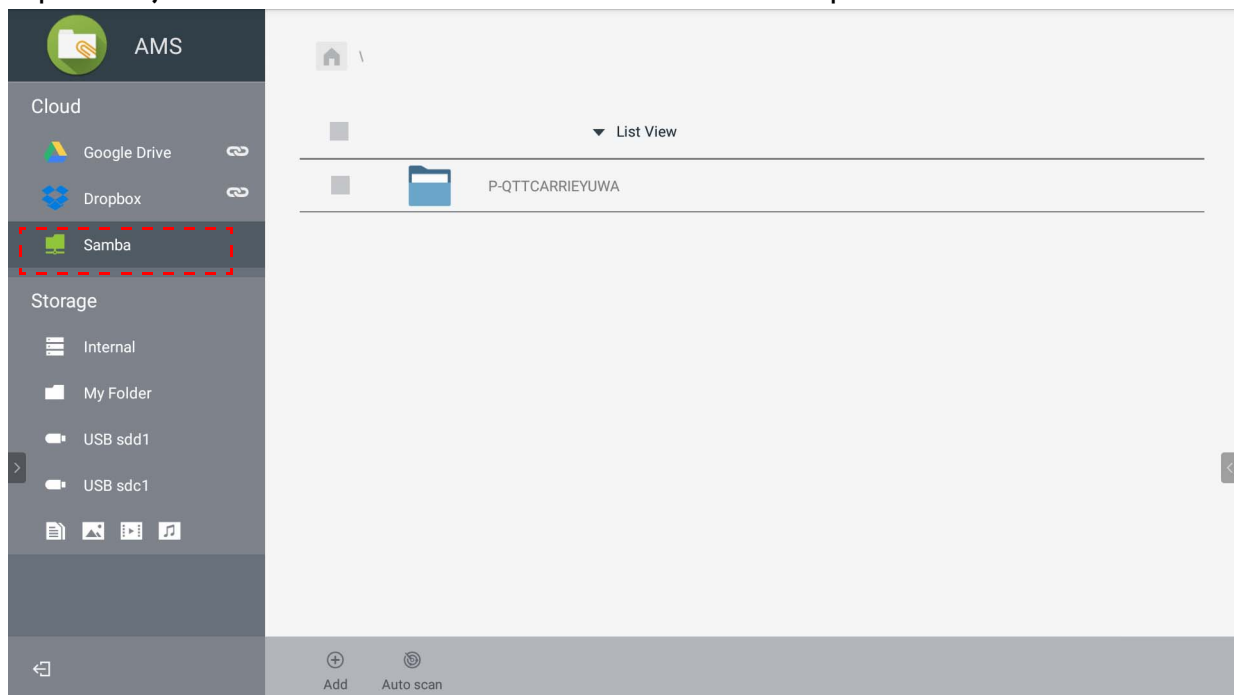 AMS
Cloud
Google Drive
Dropbox
Samba
Storage
Internal
My Folder
USB sdd1
USB sdc1
\
List View
P-QTTCARRIEYUWA
Add
Auto scan